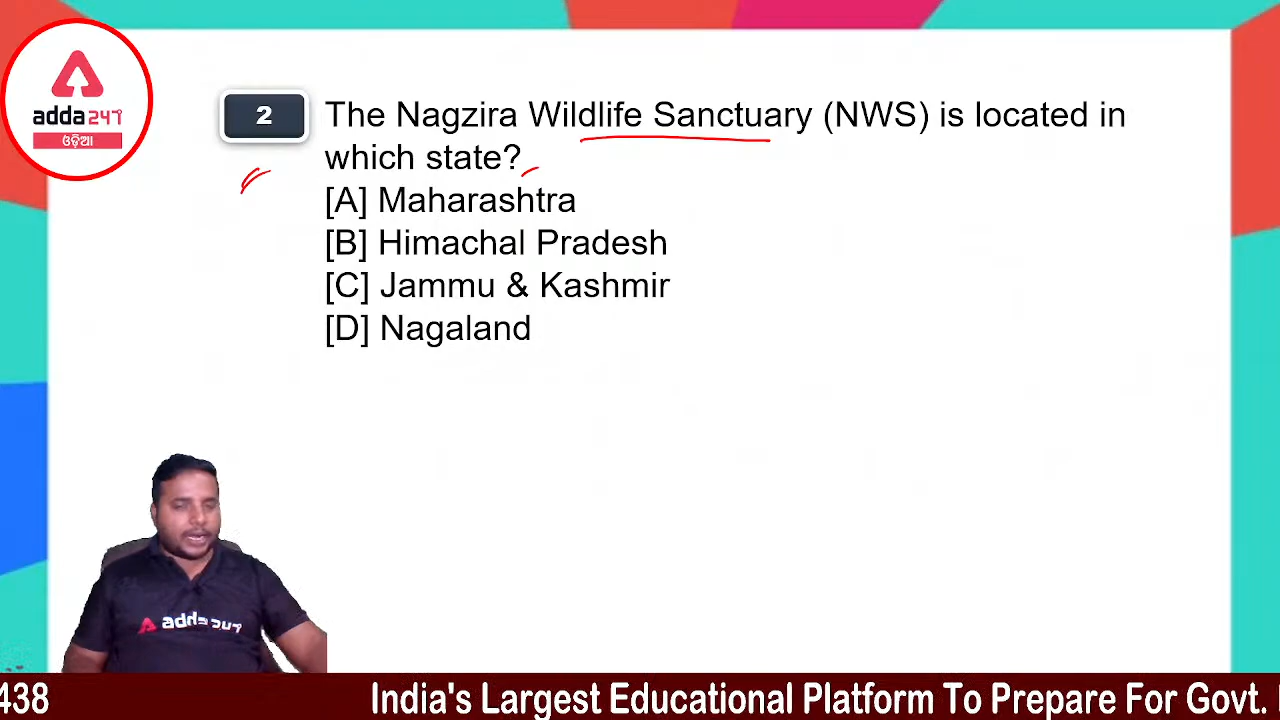 adda247
ଓଡ଼ିଆ
2
The Nagzira Wildlife Sanctuary (NWS) is located in
which state?
[A] Maharashtra
[B] Himachal Pradesh
[C] Jammu & Kashmir
[D] Nagaland
adda247
438
India's Largest Educational Platform To Prepare For Govt.